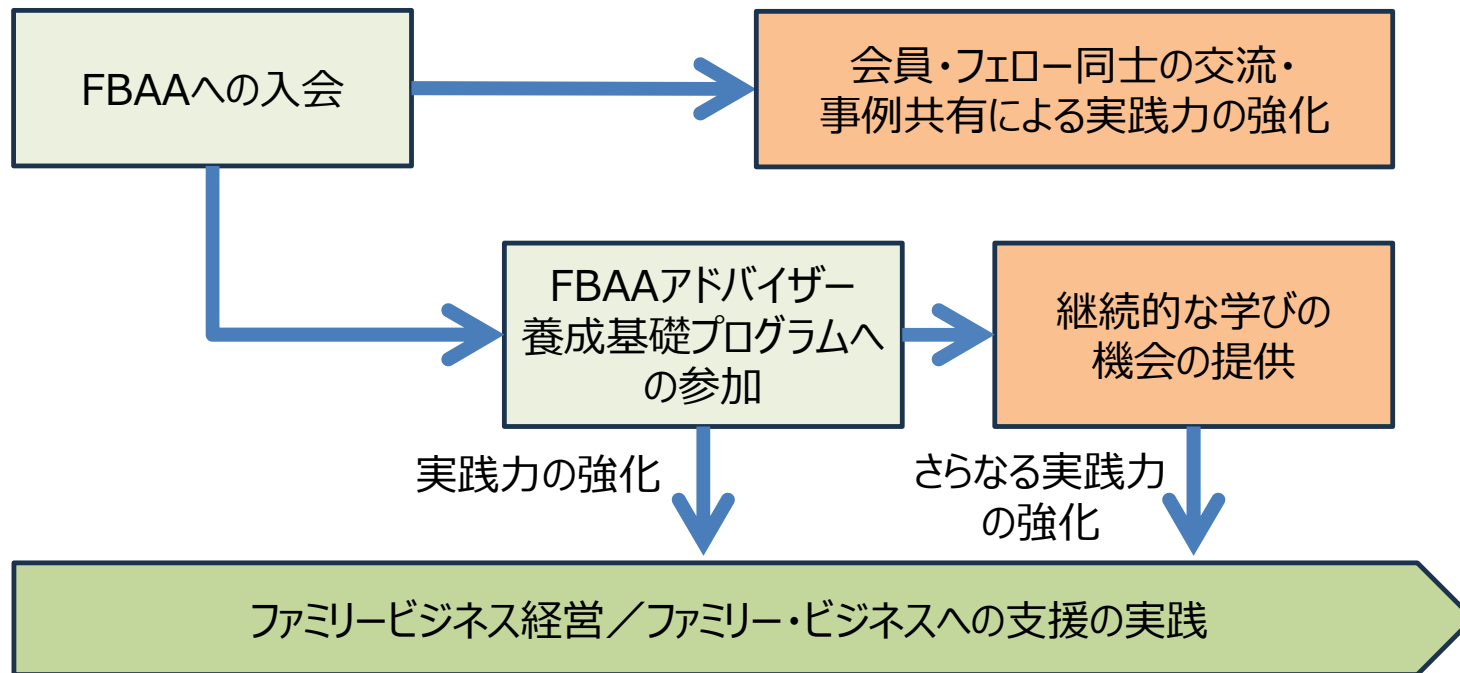 FBAAへの入会
会員・フェロー同士の交流・
事例共有による実践力の強化
FBAAアドバイザー
養成基礎プログラムへ
の参加
継続的な学びの
機会の提供
実践力の強化
さらなる実践力
の強化
ファミリービジネス経営／ファミリー・ビジネスへの支援の実践